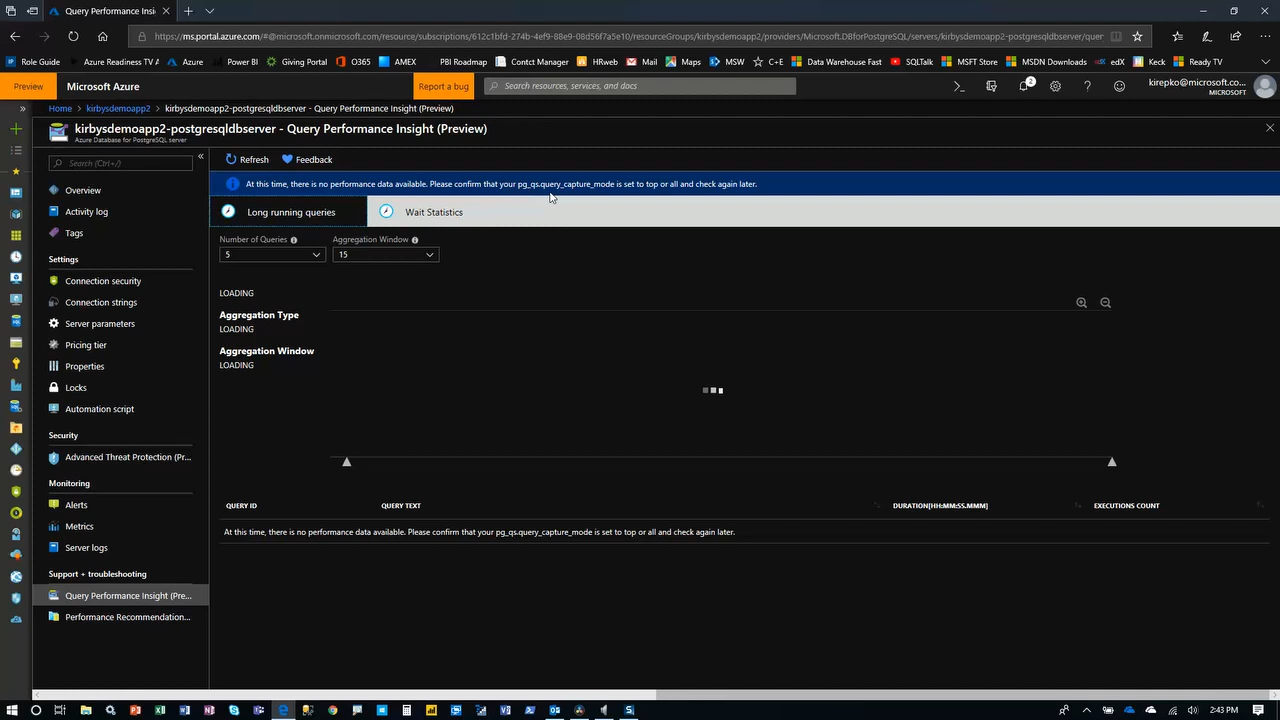 Query Performance Insi
https://ms.portal.azure.com/#@microsoft.onmicrosoft.com/resource/subscriptions/612c1bfd-274b-4ef9-88e9-08d56f7a5e10/resourceGroups/kirbysdemoapp2/providers/Microsoft.DBforPostgreSQL/servers/kirbysdemoapp2-postgresqldbserver/quer
Role Guide Azure Readiness TV A Azure Power BI Giving MSW O365 AMEX PBI Roadmap Contct Manager HRweb Mail Maps MSW C+E Data Warehouse Fast SQLTalk MSFT Store MSDN Downloads edX Keck Ready TV
Preview Microsoft Azure Report a bug Search resources, services, and docs 2 kirepko@microsoft.co...
MICROSOFT
Home > kirbysdemoapp2 > kirbysdemoapp2-postgresqldbserver - Query Performance Insight (Preview)
kirbysdemoapp2-postgresqldbserver - Query Performance Insight (Preview)
Azure Database for PostgreSQL server
Search (Ctrl+/)
Overview
Activity log
Tags
Settings
Connection security
Connection strings
Server parameters
Pricing tier
Properties
Locks
Automation script
Security
Advanced Threat Protection (Pr...
Monitoring
Alerts
Metrics
Server logs
Support + troubleshooting
Query Performance Insight (Pre...
Performance Recommendation...
Refresh Feedback
At this time, there is no performance data available. Please confirm that your pg_qs.query_capture_mode is set to top or all and check again later.
Long running queries Wait Statistics
Number of Queries Aggregation Window
5 15
LOADING
Aggregation Type
LOADING
Aggregation Window
LOADING
QUERY ID QUERY TEXT DURATION[HH:MM:SS.MMM] EXECUTIONS COUNT
At this time, there is no performance data available. Please confirm that your pg_qs.query_capture_mode is set to top or all and check again later.
2:43 PM